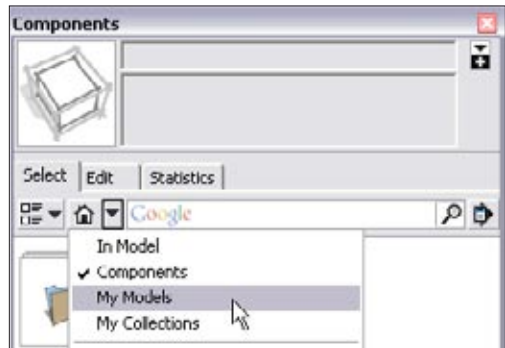 Components
Select Edit Statistics
Google
In Model
Components
My Models
My Collections